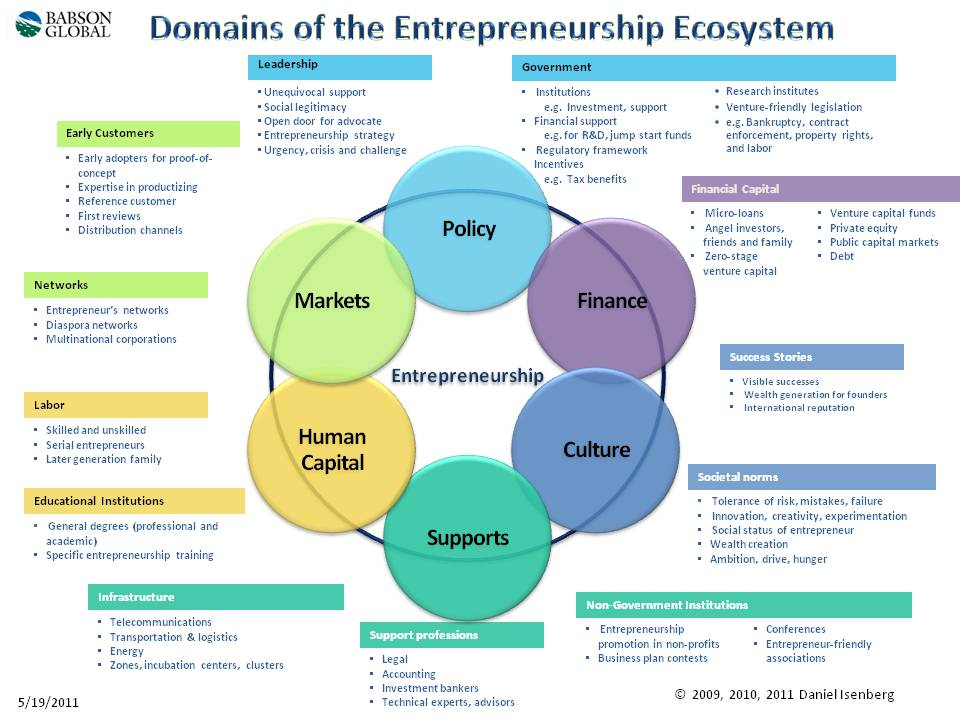 BABSON
GLOBAL
Domains of the Entrepreneurship Ecosystem
Leadership
▪ Unequivocal support
▪ Social legitimacy
▪ Open door for advocate
▪ Entrepreneurship strategy
▪ Urgency, crisis and challenge
Government
▪ Institutions
e.g. Investment, support
▪ Financial support
e.g. for R&D, jump start funds
▪ Regulatory framework
Incentives
e.g. Tax benefits
• Research institutes
• Venture-friendly legislation
• e.g. Bankruptcy, contract
enforcement, property rights,
and labor
Early Customers
▪ Early adopters for proof-of-
concept
▪ Expertise in productizing
▪ Reference customer
▪ First reviews
▪ Distribution channels
Financial Capital
▪ Micro-loans
▪ Angel investors,
friends and family
▪ Zero-stage
venture capital
▪ Venture capital funds
▪ Private equity
▪ Public capital markets
▪ Debt
Networks
▪ Entrepreneur's networks
▪ Diaspora networks
▪ Multinational corporations
Policy
Markets
Finance
Entrepreneurship
Human
Capital
Culture
Supports
Success Stories
▪ Visible successes
▪ Wealth generation for founders
▪ International reputation
Labor
▪ Skilled and unskilled
▪ Serial entrepreneurs
▪ Later generation family
Societal norms
▪ Tolerance of risk, mistakes, failure
▪ Innovation, creativity, experimentation
▪ Social status of entrepreneur
▪ Wealth creation
▪ Ambition, drive, hunger
Educational Institutions
▪ General degrees (professional and
academic)
▪ Specific entrepreneurship training
Infrastructure
▪ Telecommunications
▪ Transportation & logistics
▪ Energy
▪ Zones, incubation centers, clusters
Support professions
▪ Legal
▪ Accounting
▪ Investment bankers
▪ Technical experts, advisors
Non-Government Institutions
▪ Entrepreneurship
promotion in non-profits
▪ Business plan contests
▪ Conferences
▪ Entrepreneur-friendly
associations
5/19/2011
© 2009, 2010, 2011 Daniel Isenberg